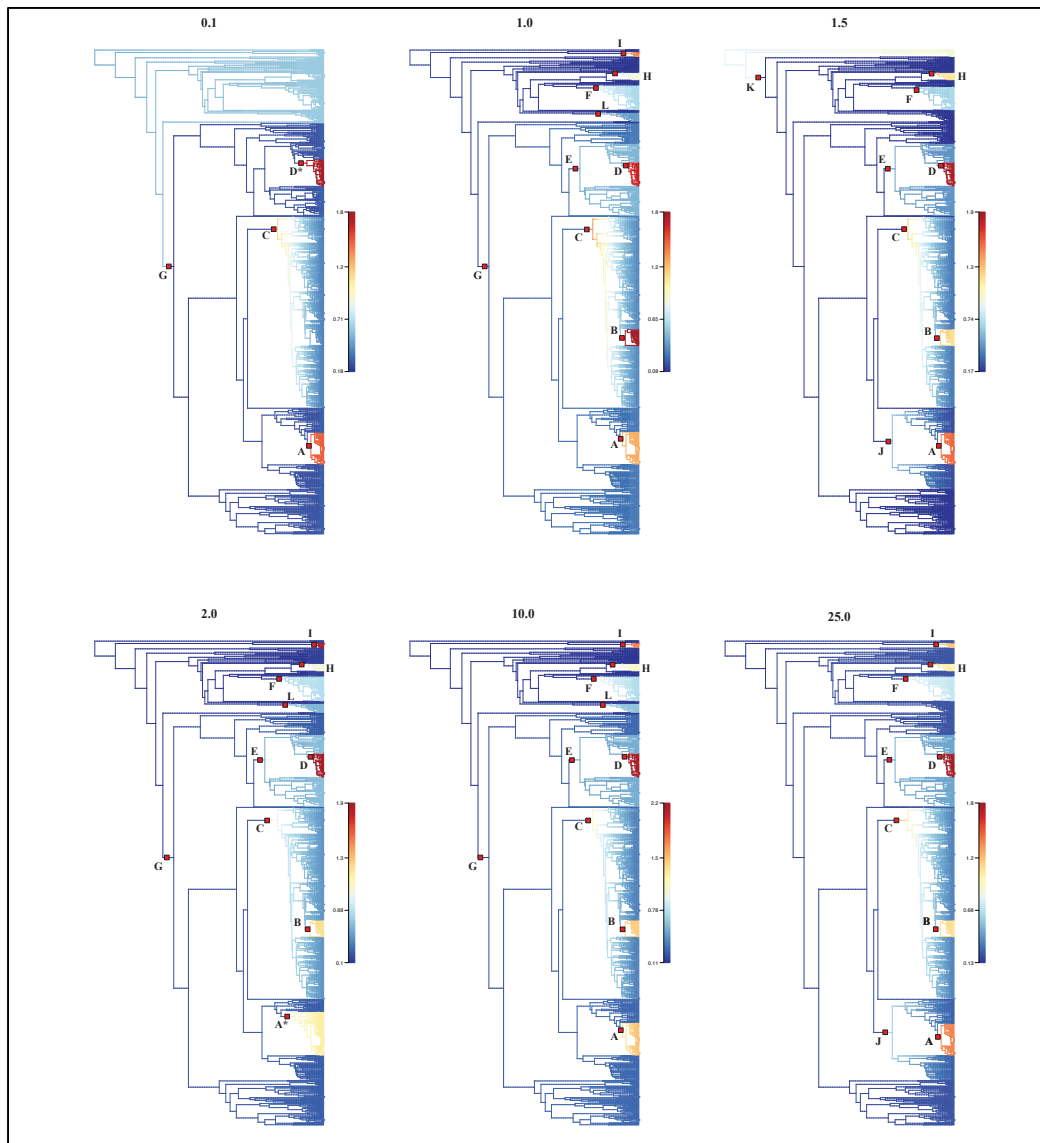 0.1
D*
C
G
A
1.8
1.2
0.71
0.18
1.0
I
H
F
L
E
D
C
G
B
A
1.8
1.2
0.65
0.08
1.5
K
H
F
E
D
C
B
J
A
1.9
1.3
0.74
0.17
2.0
I
H
F
L
E
D
C
G
B
A*
1.9
1.3
0.68
0.1
10.0
I
H
F
L
E
D
C
G
B
A
2.2
1.5
0.78
0.11
25.0
I
H
F
E
D
C
B
J
A
1.8
1.2
0.68
0.13